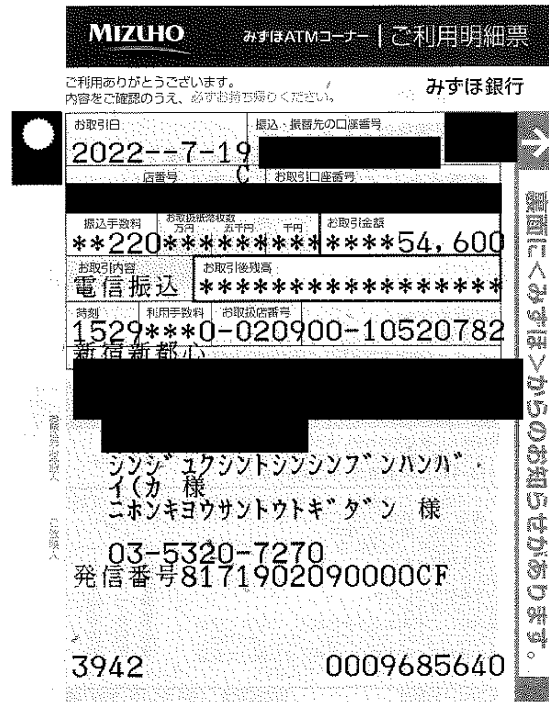 MIZUHO みずほATMコーナー ご利用明細票
ご利用ありがとうございます。
内容をご確認のうえ、必ずお持ち帰りください。
みずほ銀行
お取引日 振込・振替先の口座番号
2022--7-19
店番号 C お取引口座番号
振込手数料 お取扱紙幣枚数 万円 五千円 千円 お取引金額
**220*************54,600
お取引内容 お取引後残高
電信振込 ******************
時刻 利用手数料 お取扱店番号
1529***0-020900-10520782
新宿新都心
シンジュクシントシンシンブンハンバ・
イ(カ 様
ニホンキヨウサントウトギダン 様
03-5320-7270
発信番号8171902090000CF
3942 0009685640
裏面に<みずほ>からのお知らせがあります。